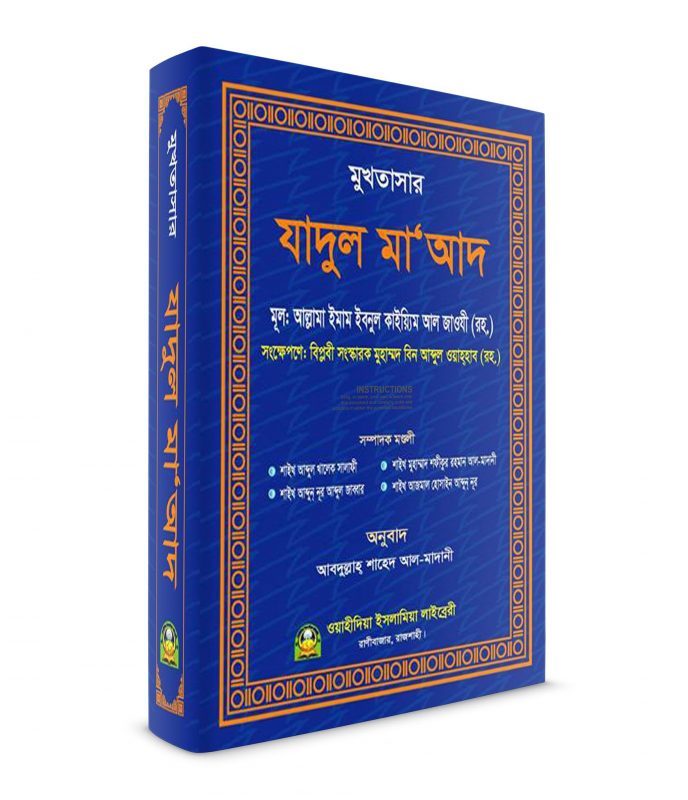 মুখতাসার
যাদুল মা‘আদ
মুখতাসার
যাদুল মা‘আদ
মূল: আল্লামা ইমাম ইবনুল কাইয়্যিম আল জাওযী (রহ.)
সংক্ষেপণে: বিপ্লবী সংস্কারক মুহাম্মদ বিন আব্দুল ওয়াহ্হাব (রহ.)
INSTRUCTIONS
সম্পাদক মণ্ডলী
শাইখ আব্দুল খালেক সালাফী
শাইখ মুহাম্মাদ শফীকুর রহমান আল-মাদানী
শাইখ আব্দুন নূর আব্দুল জাব্বার
শাইখ আজমাল হোসাইন আব্দুন নূর
অনুবাদ
আবদুল্লাহ্ শাহেদ আল-মাদানী
ওয়াহীদিয়া ইসলামিয়া লাইব্রেরী
রাণীবাজার, রাজশাহী।